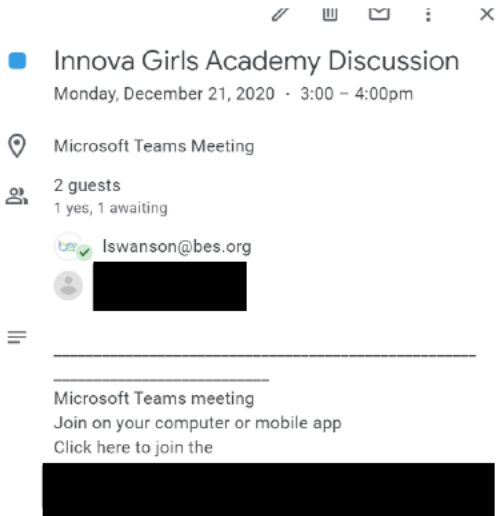 Innova Girls Academy Discussion
Monday, December 21, 2020 · 3:00 – 4:00pm
Microsoft Teams Meeting
2 guests
1 yes, 1 awaiting
bes
lswanson@bes.org
Microsoft Teams meeting
Join on your computer or mobile app
Click here to join the